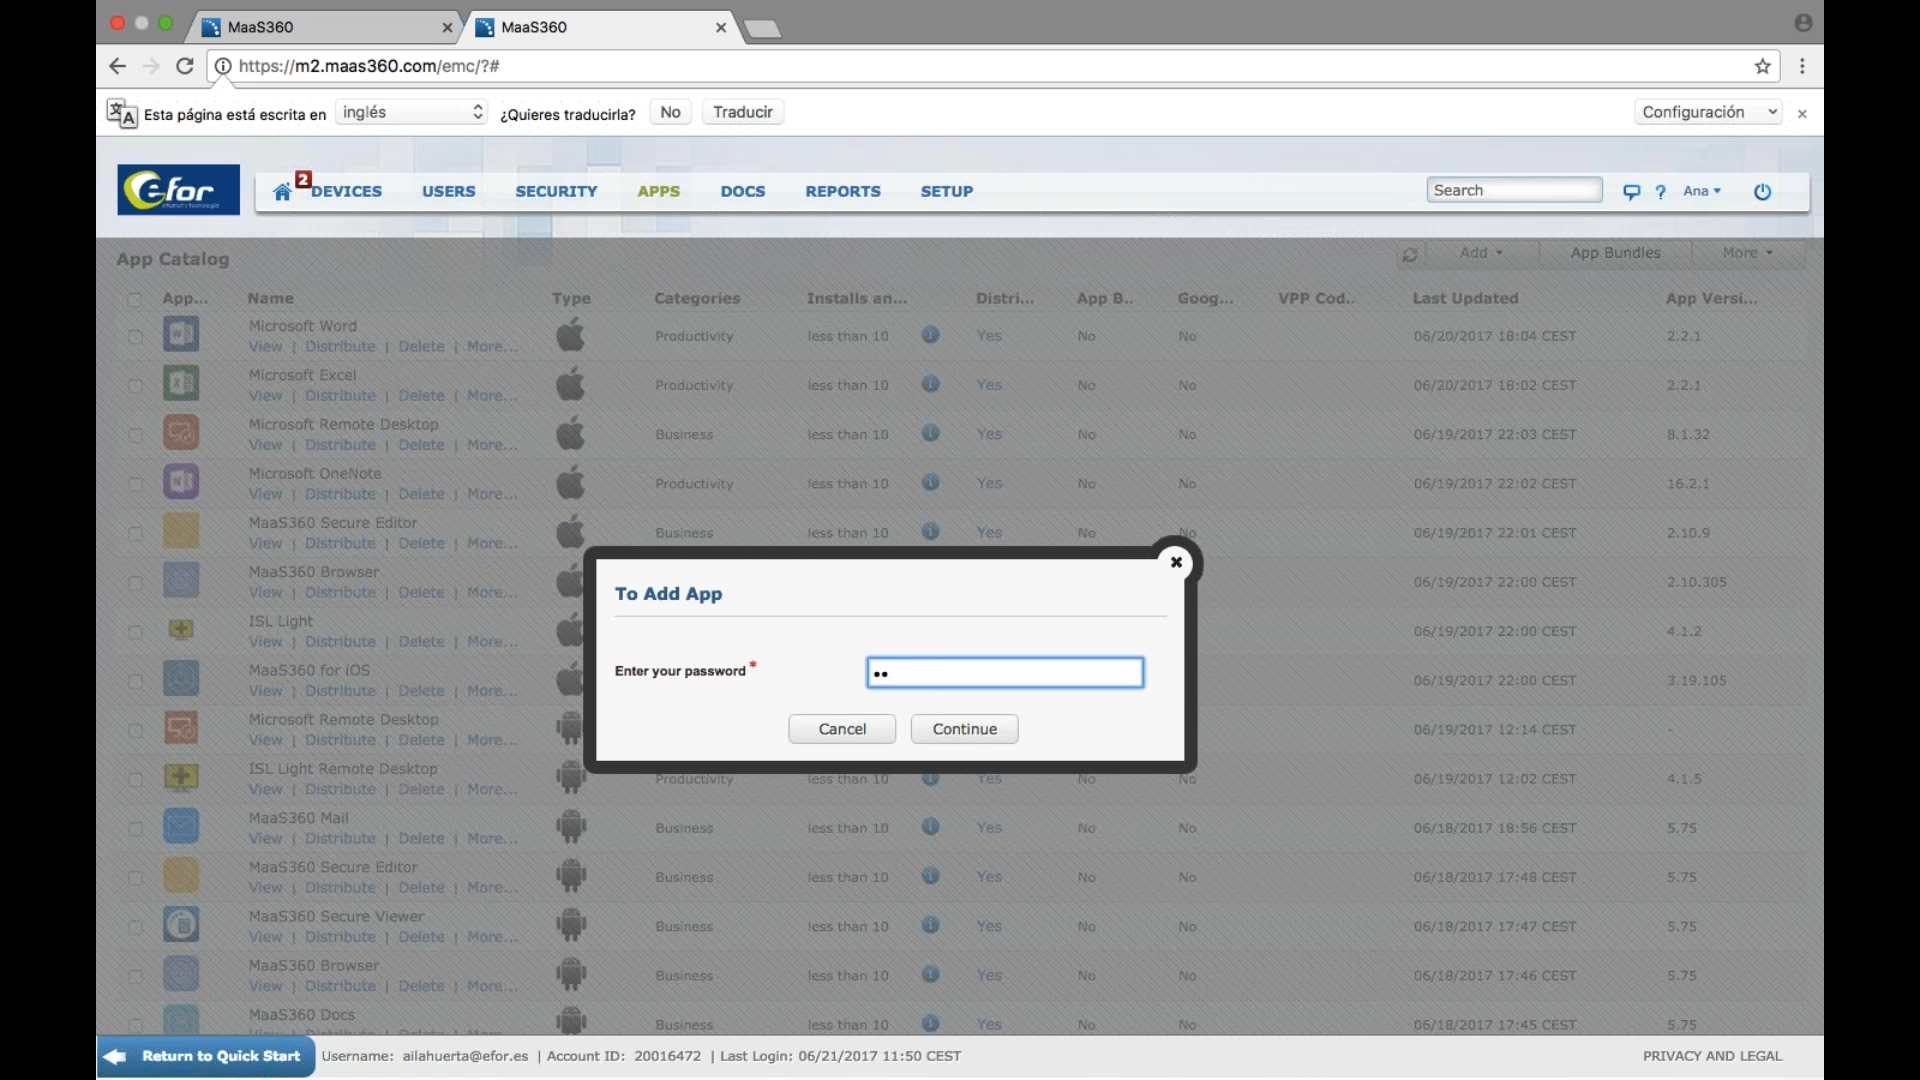 MaaS360
MaaS360
https://m2.maas360.com/emc/?#
Esta página está escrita en inglés ¿Quieres traducirla? No Traducir Configuración
efor
2
DEVICES USERS SECURITY APPS DOCS REPORTS SETUP Search ? Ana
App Catalog Add App Bundles More
App... Name Type Categories Installs an... Distri... App B.. Goog... VPP Cod.. Last Updated App Versi...
Microsoft Word Productivity less than 10 Yes No No 06/20/2017 18:04 CEST 2.2.1
View | Distribute | Delete | More...
Microsoft Excel Productivity less than 10 Yes No No 06/20/2017 18:02 CEST 2.2.1
View | Distribute | Delete | More...
Microsoft Remote Desktop Business less than 10 Yes No No 06/19/2017 22:03 CEST 8.1.32
View | Distribute | Delete | More...
Microsoft OneNote Productivity less than 10 Yes No No 06/19/2017 22:02 CEST 16.2.1
View | Distribute | Delete | More...
MaaS360 Secure Editor Business less than 10 Yes No No 06/19/2017 22:01 CEST 2.10.9
View | Distribute | Delete | More...
MaaS360 Browser 06/19/2017 22:00 CEST 2.10.305
View | Distribute | Delete | More...
ISL Light 06/19/2017 22:00 CEST 4.1.2
View | Distribute | Delete | More...
MaaS360 for iOS 06/19/2017 22:00 CEST 3.19.105
View | Distribute | Delete | More...
Microsoft Remote Desktop 06/19/2017 12:14 CEST -
View | Distribute | Delete | More...
ISL Light Remote Desktop Productivity less than 10 Yes No No 06/19/2017 12:02 CEST 4.1.5
View | Distribute | Delete | More...
MaaS360 Mail Business less than 10 Yes No No 06/18/2017 18:56 CEST 5.75
View | Distribute | Delete | More...
MaaS360 Secure Editor Business less than 10 Yes No No 06/18/2017 17:48 CEST 5.75
View | Distribute | Delete | More...
MaaS360 Secure Viewer Business less than 10 Yes No No 06/18/2017 17:47 CEST 5.75
View | Distribute | Delete | More...
MaaS360 Browser Business less than 10 Yes No No 06/18/2017 17:46 CEST 5.75
View | Distribute | Delete | More...
MaaS360 Docs Business less than 10 Yes No No 06/18/2017 17:45 CEST 5.75
View | Distribute | Delete | More...
To Add App
Enter your password * ••
Cancel Continue
Return to Quick Start Username: ailahuerta@efor.es | Account ID: 20016472 | Last Login: 06/21/2017 11:50 CEST PRIVACY AND LEGAL